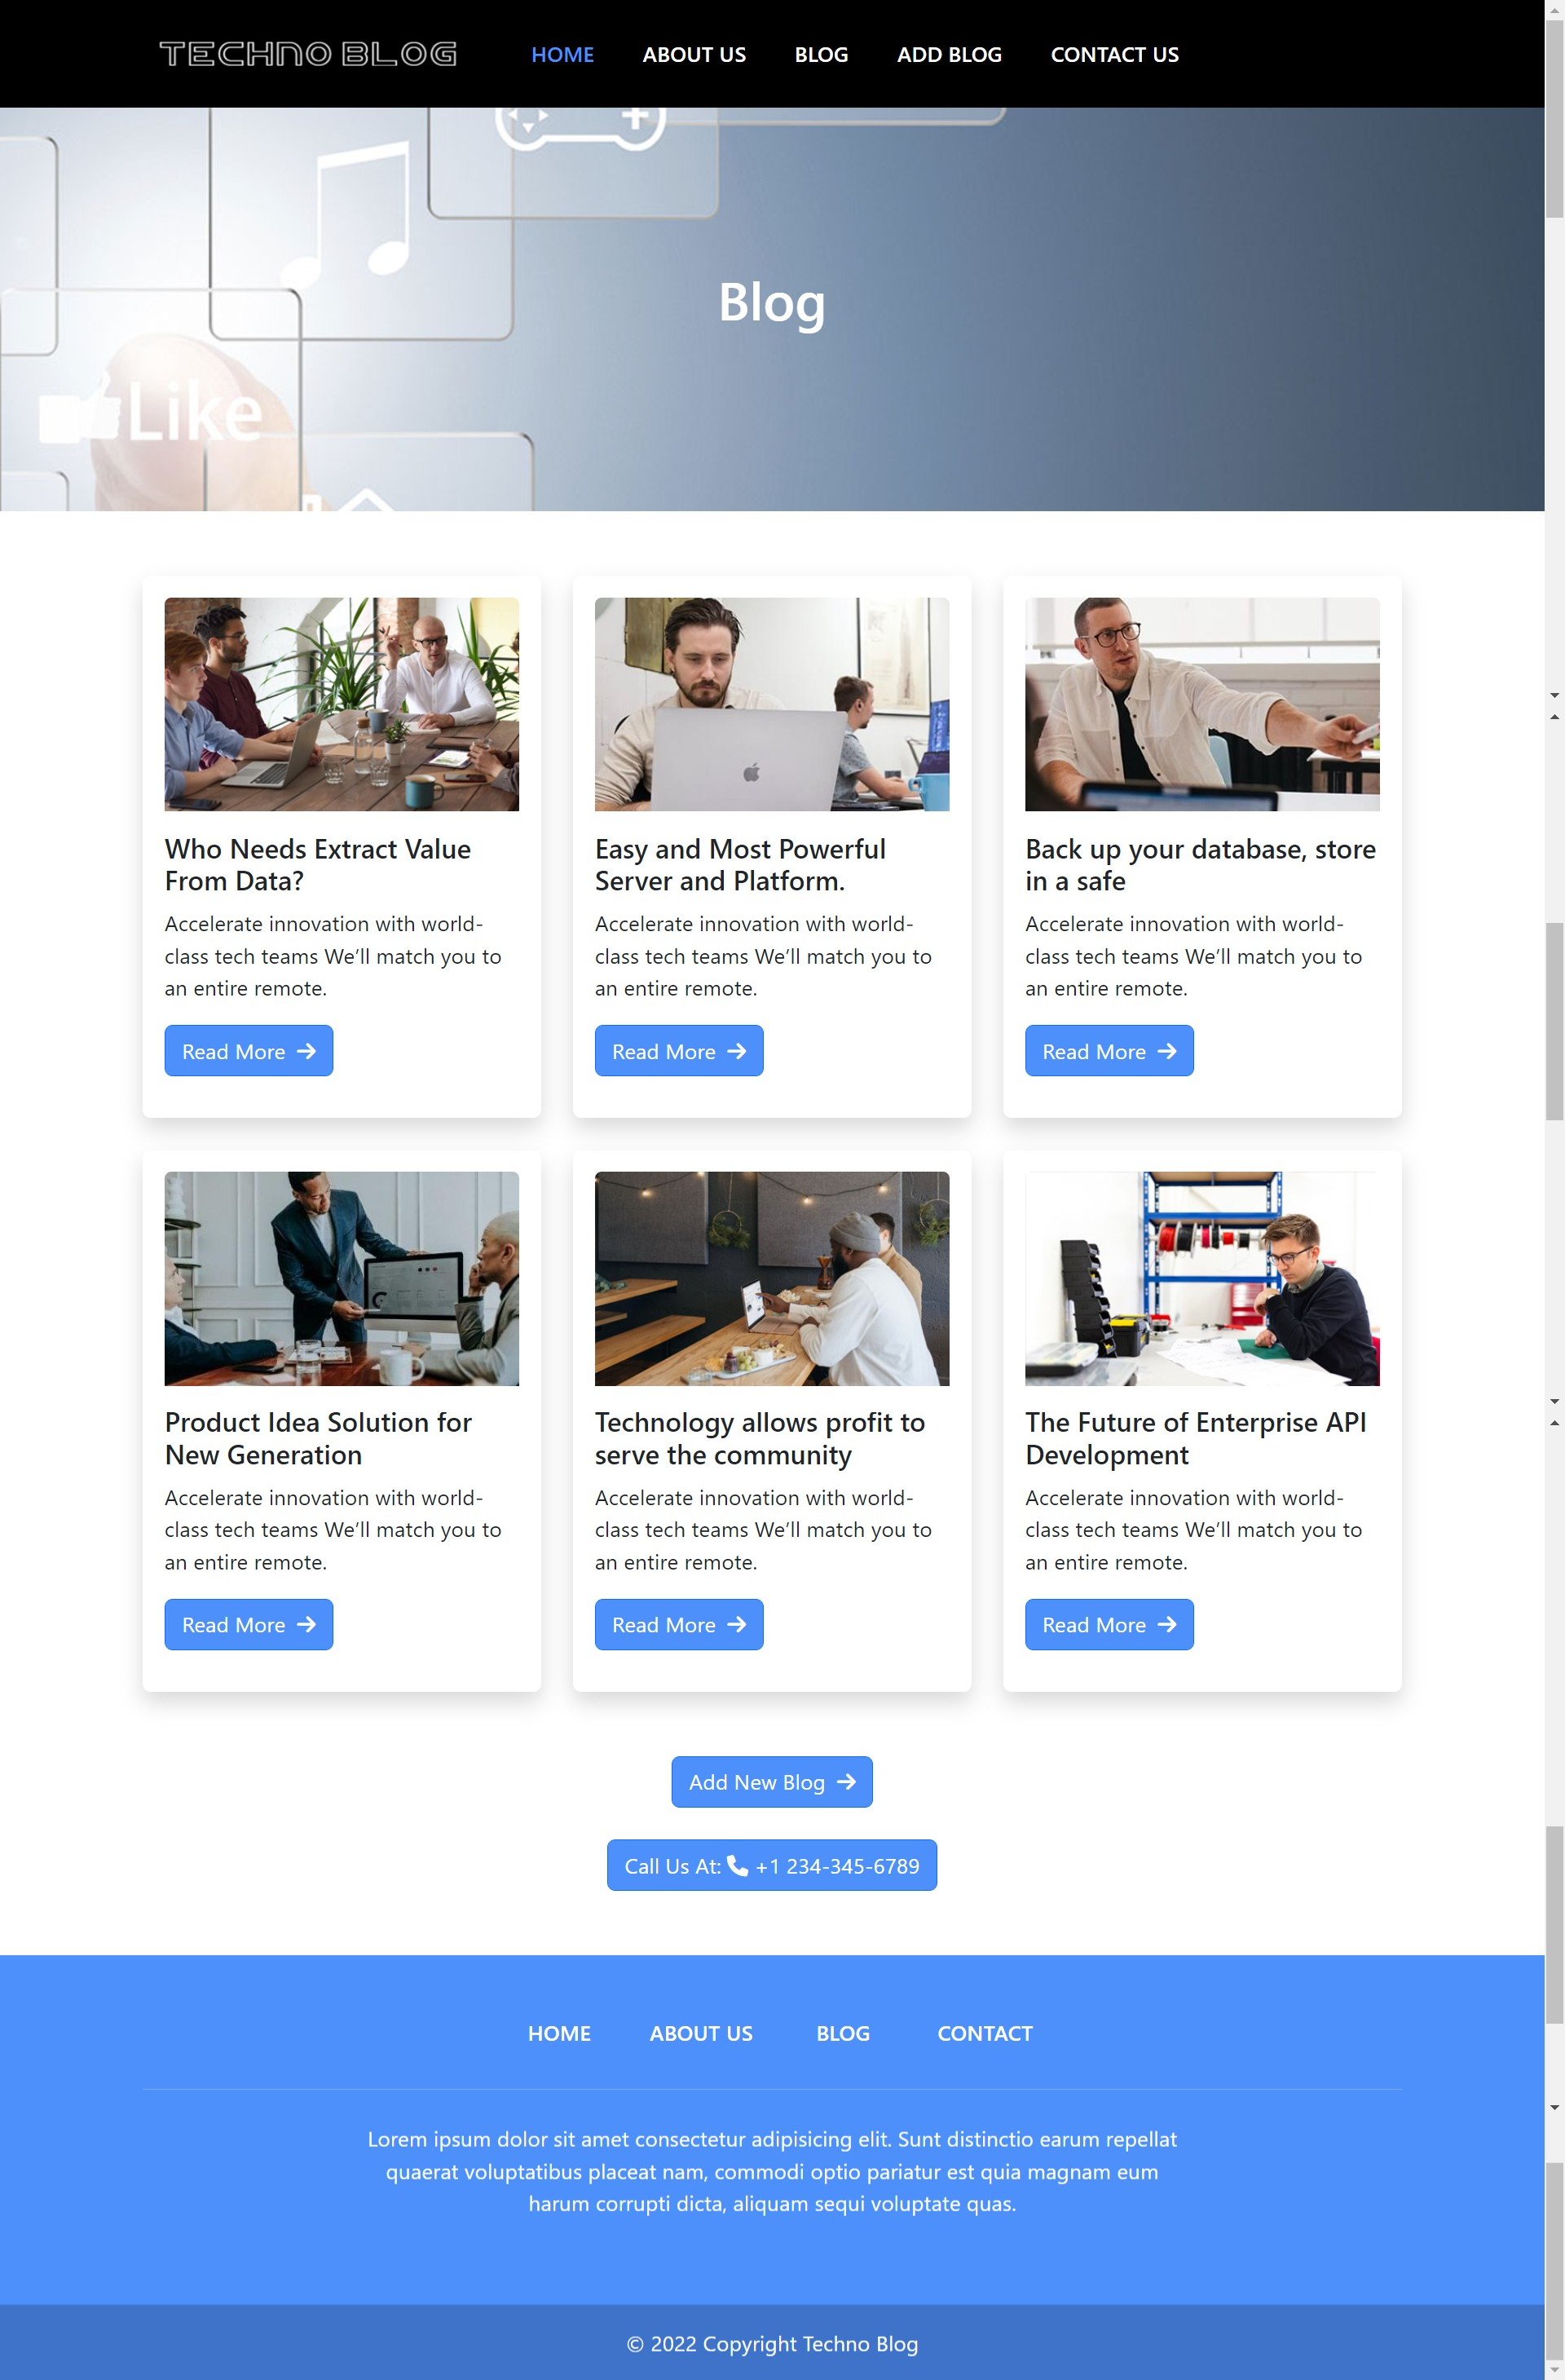 TECHNO BLOG
HOME
ABOUT US
BLOG
ADD BLOG
CONTACT US
Like
Blog
Who Needs Extract Value
From Data?
Accelerate innovation with world-
class tech teams We’ll match you to
an entire remote.
Read More
Easy and Most Powerful
Server and Platform.
Accelerate innovation with world-
class tech teams We’ll match you to
an entire remote.
Read More
Back up your database, store
in a safe
Accelerate innovation with world-
class tech teams We’ll match you to
an entire remote.
Read More
Product Idea Solution for
New Generation
Accelerate innovation with world-
class tech teams We’ll match you to
an entire remote.
Read More
Technology allows profit to
serve the community
Accelerate innovation with world-
class tech teams We’ll match you to
an entire remote.
Read More
The Future of Enterprise API
Development
Accelerate innovation with world-
class tech teams We’ll match you to
an entire remote.
Read More
Add New Blog
Call Us At: +1 234-345-6789
HOME
ABOUT US
BLOG
CONTACT
Lorem ipsum dolor sit amet consectetur adipisicing elit. Sunt distinctio earum repellat
quaerat voluptatibus placeat nam, commodi optio pariatur est quia magnam eum
harum corrupti dicta, aliquam sequi voluptate quas.
© 2022 Copyright Techno Blog